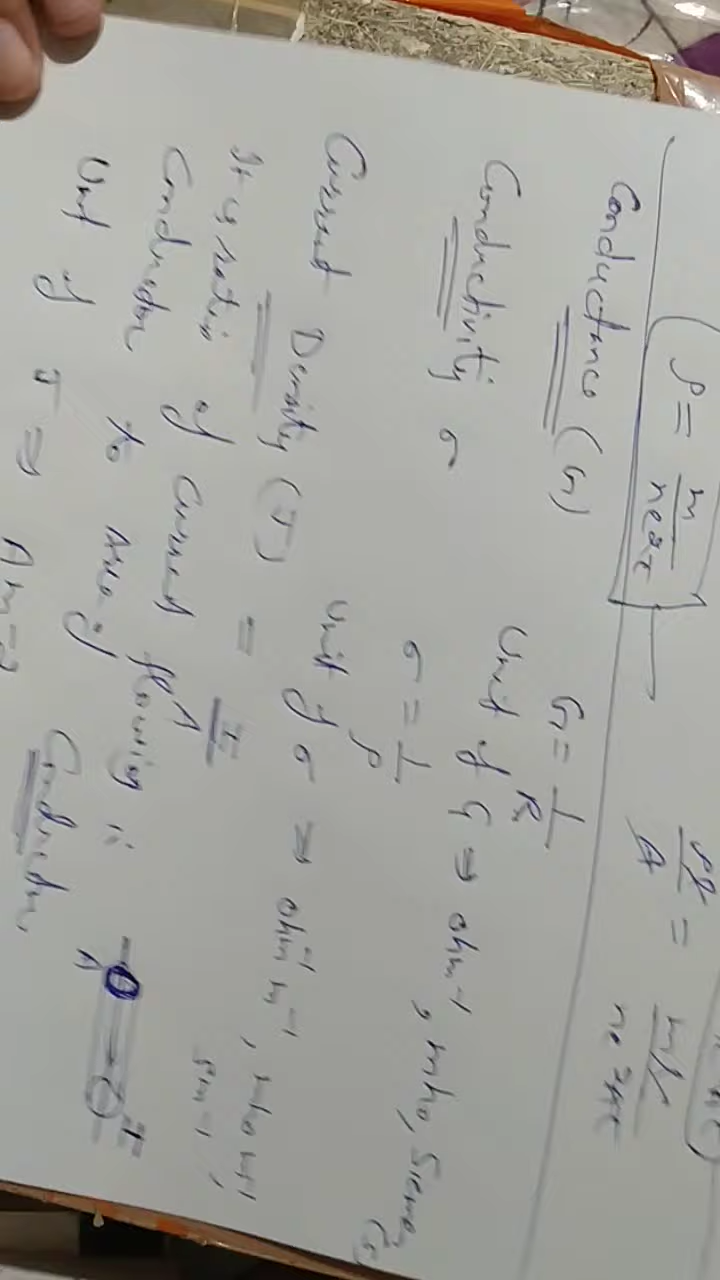 ρl/A = ml/ne²Aτ
ρ = m/ne²τ
Conductance (G) G = 1/R
Unit of G ⇒ ohm⁻¹, mho, Siemen (S)
Conductivity σ σ = 1/ρ
Unit of σ ⇒ ohm⁻¹ m⁻¹, mho m⁻¹, Sm⁻¹
Current Density (J) = I/A
It is ratio of current flowing in
Conductor to Area of Conductor
A I
Unit of J ⇒ Am⁻²